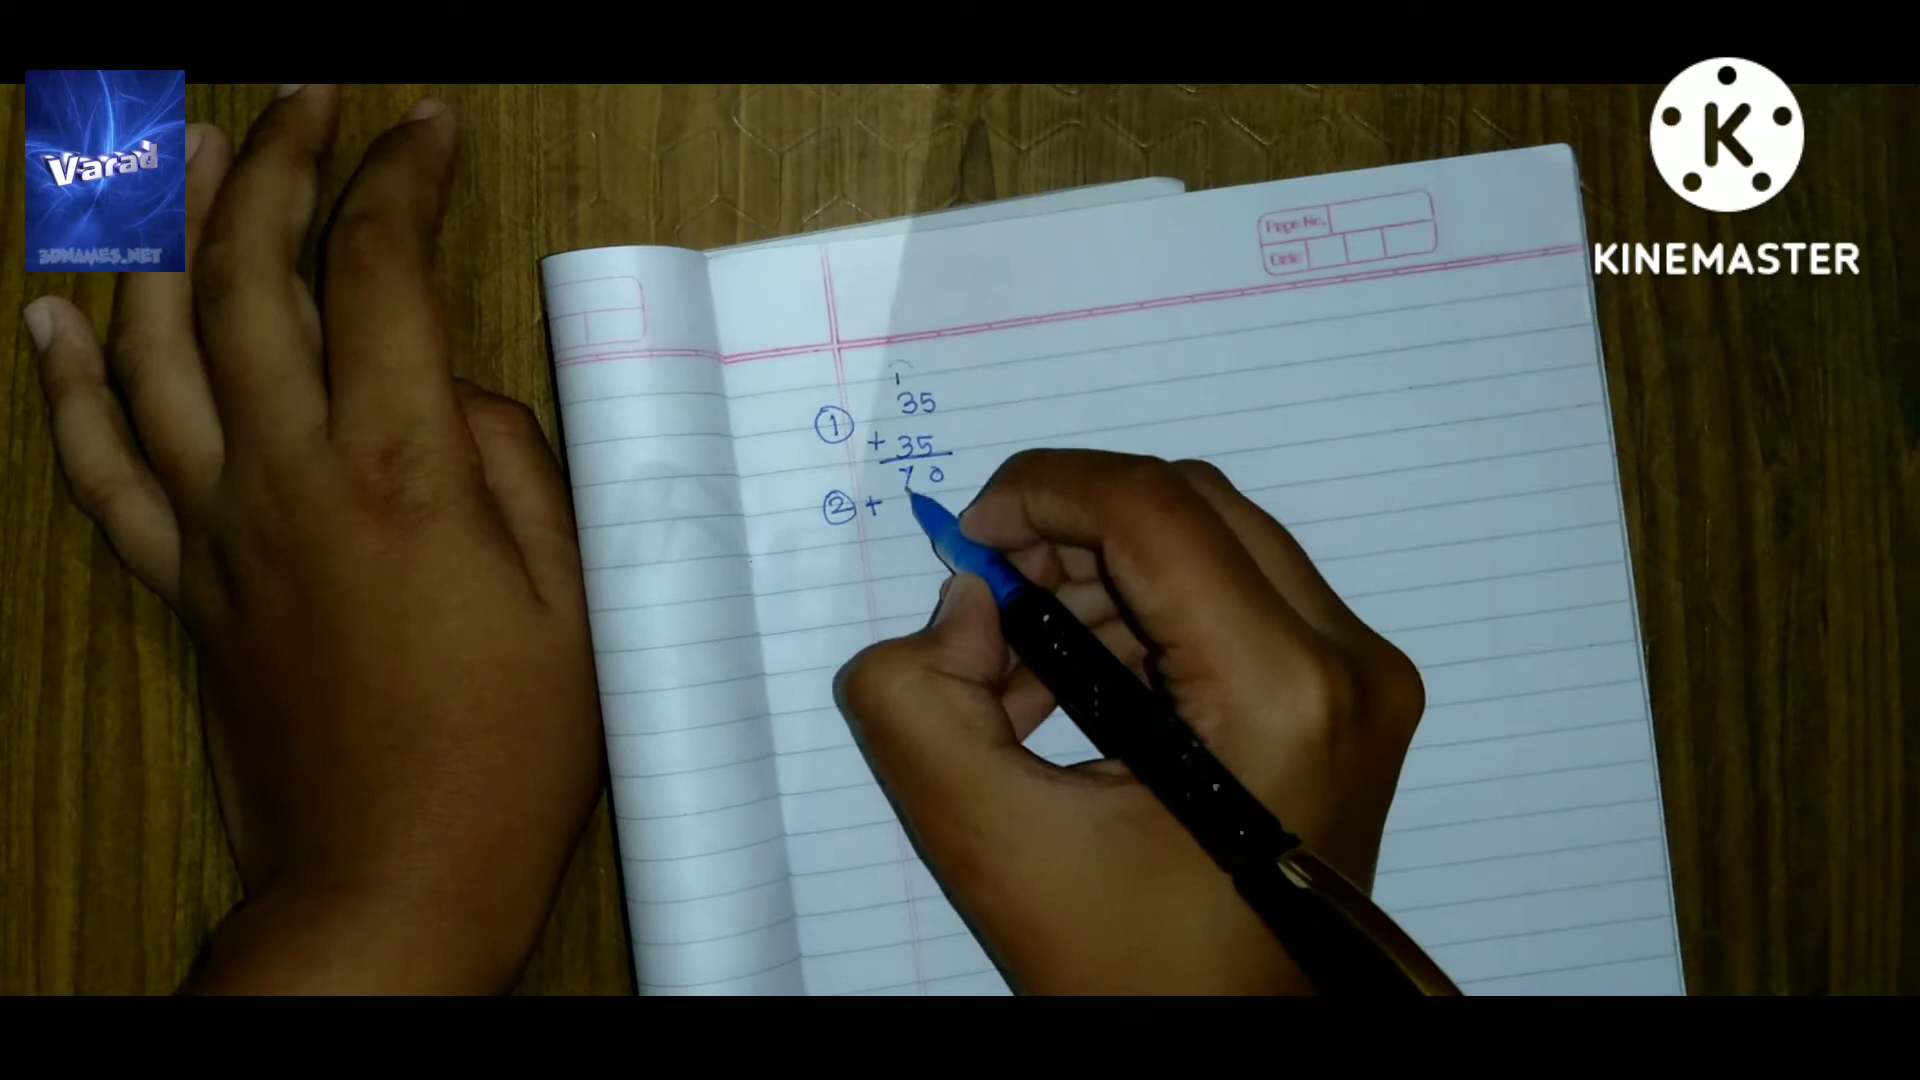 Varad
3DNAMES.NET
K
KINEMASTER
Page No.
Date
1
35
①
+ 35
70
② +